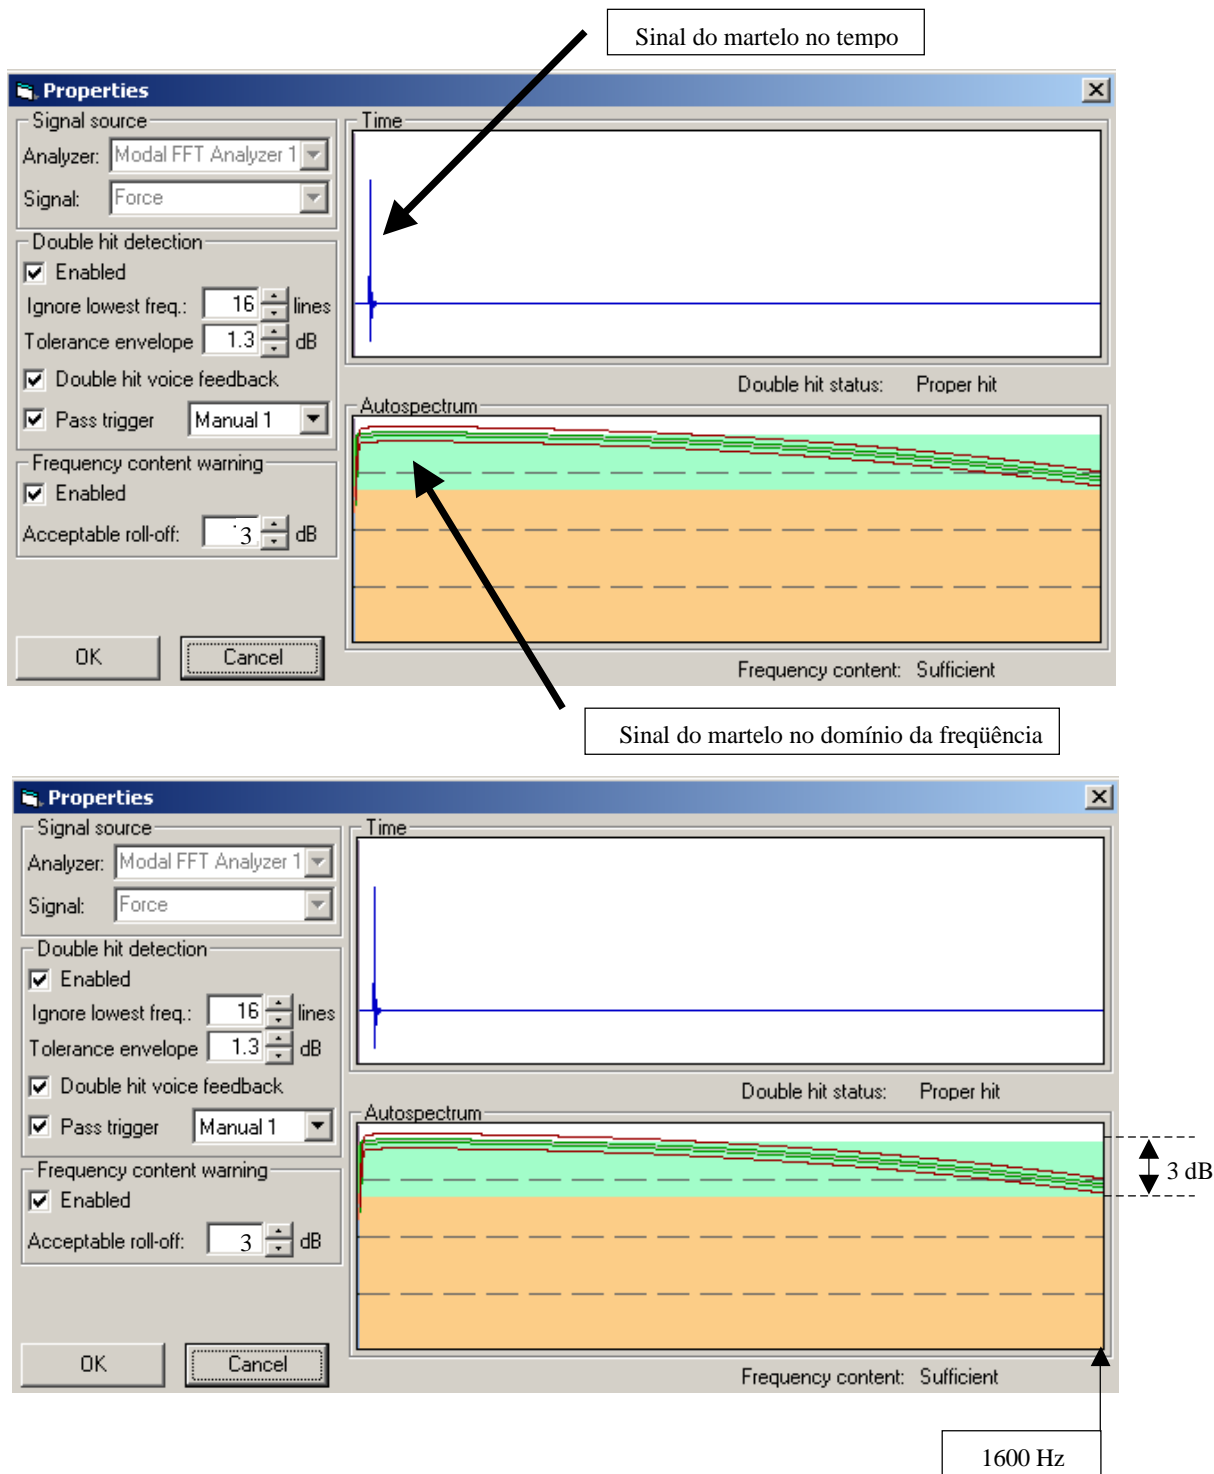 Sinal do martelo no tempo
Properties
Signal source
Analyzer: Modal FFT Analyzer 1
Signal: Force
Double hit detection
Enabled
Ignore lowest freq.: 16 lines
Tolerance envelope 1.3 dB
Double hit voice feedback
Pass trigger Manual 1
Frequency content warning
Enabled
Acceptable roll-off: 3 dB
OK Cancel
Time
Double hit status: Proper hit
Autospectrum
Frequency content: Sufficient
Sinal do martelo no domínio da freqüência
Properties
Signal source
Analyzer: Modal FFT Analyzer 1
Signal: Force
Double hit detection
Enabled
Ignore lowest freq.: 16 lines
Tolerance envelope 1.3 dB
Double hit voice feedback
Pass trigger Manual 1
Frequency content warning
Enabled
Acceptable roll-off: 3 dB
OK Cancel
Time
Double hit status: Proper hit
Autospectrum
3 dB
Frequency content: Sufficient
1600 Hz